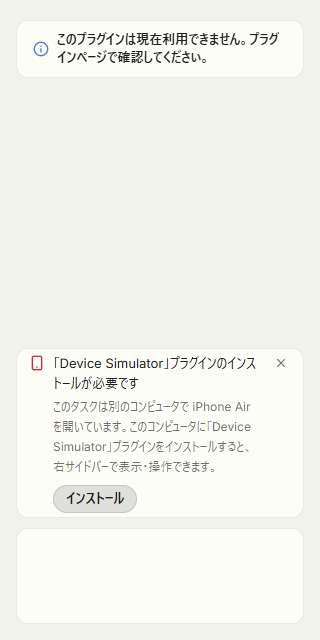 このプラグインは現在利用できません。プラグ
インページで確認してください。
「Device Simulator」プラグインのインス
トールが必要です
このタスクは別のコンピュータで iPhone Air
を開いています。このコンピュータに「Device
Simulator」プラグインをインストールすると、
右サイドバーで表示・操作できます。
インストール